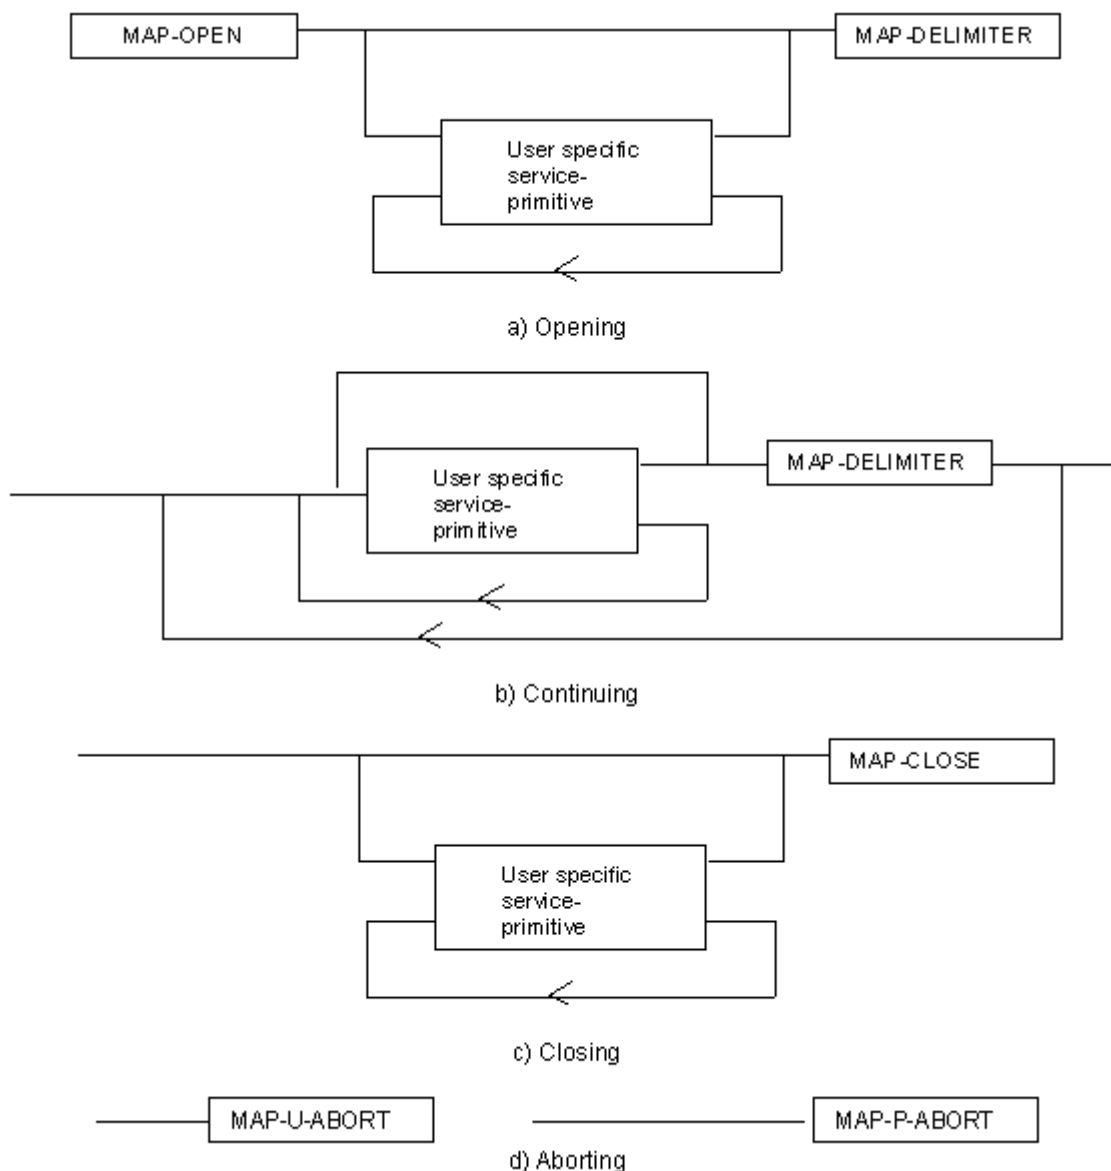 MAP-OPEN
MAP-DELIMITER
User specific
service-
primitive
a) Opening
User specific
service-
primitive
MAP-DELIMITER
b) Continuing
MAP-CLOSE
User specific
service-
primitive
c) Closing
MAP-U-ABORT
MAP-P-ABORT
d) Aborting